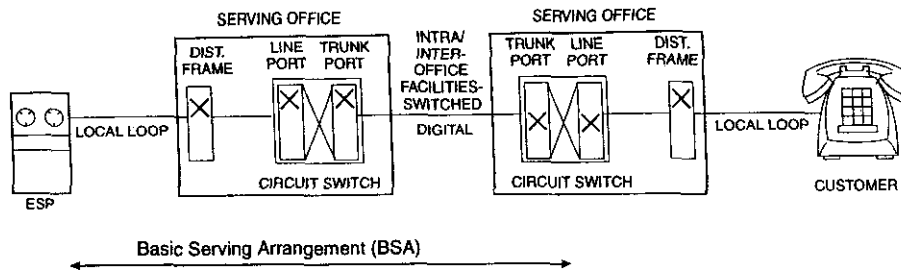 SERVING OFFICE
SERVING OFFICE
DIST.
FRAME
LINE
PORT
TRUNK
PORT
INTRA/
INTER-
OFFICE
FACILITIES-
SWITCHED
DIGITAL
TRUNK
PORT
LINE
PORT
DIST.
FRAME
LOCAL LOOP
LOCAL LOOP
CIRCUIT SWITCH
CIRCUIT SWITCH
ESP
CUSTOMER
Basic Serving Arrangement (BSA)